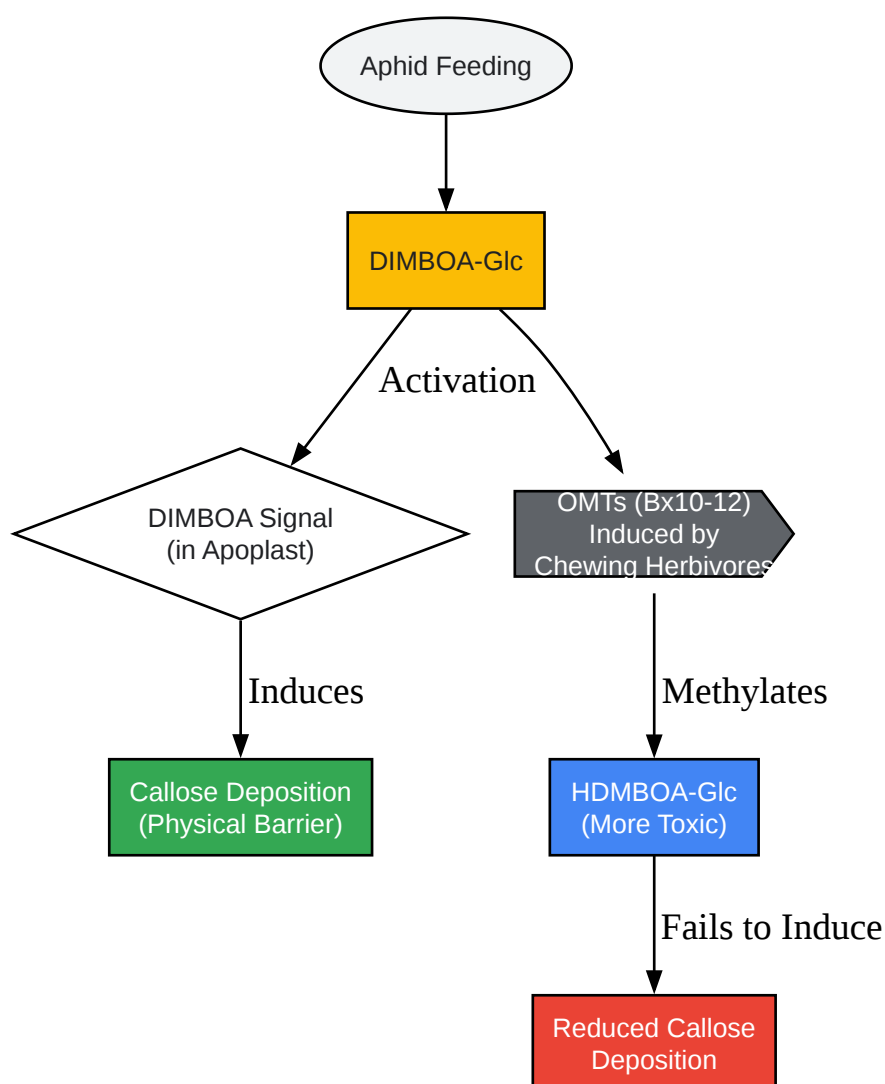 Aphid Feeding
DIMBOA-Glc
Activation
DIMBOA Signal
(in Apoplast)
OMTs (Bx10-12)
Induced by
Chewing Herbivores
Induces
Methylates
Callose Deposition
(Physical Barrier)
HDMBOA-Glc
(More Toxic)
Fails to Induce
Reduced Callose
Deposition